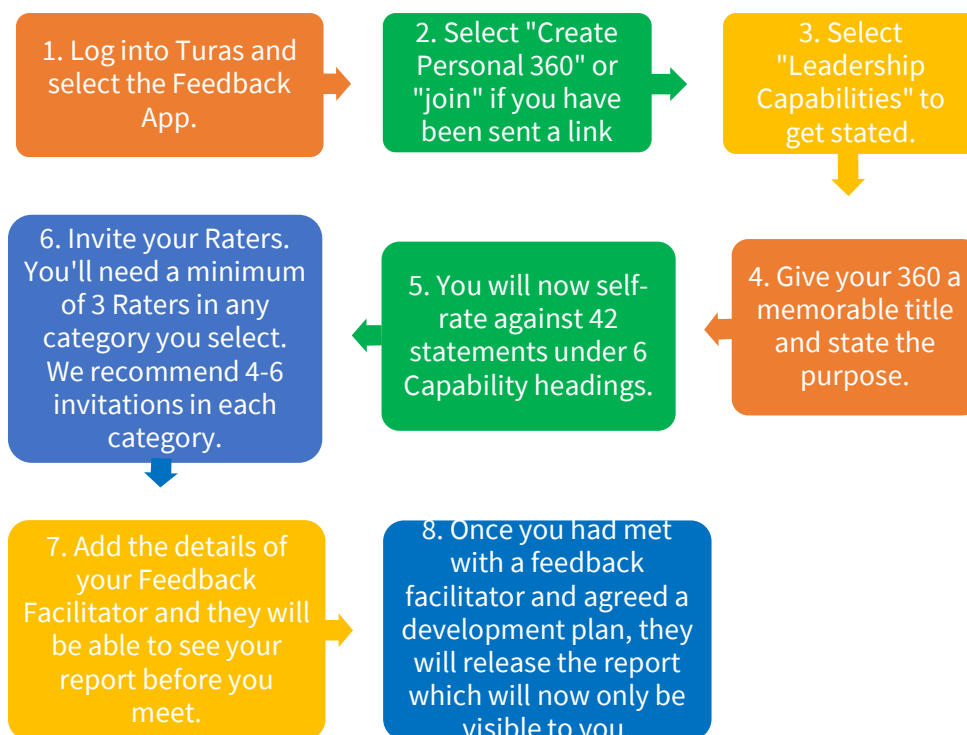 1. Log into Turas and
select the Feedback
App.
2. Select "Create
Personal 360" or
"join" if you have
been sent a link
3. Select
"Leadership
Capabilities" to
get stated.
4. Give your 360 a
memorable title
and state the
purpose.
5. You will now self-
rate against 42
statements under 6
Capability headings.
6. Invite your Raters.
You'll need a minimum
of 3 Raters in any
category you select.
We recommend 4-6
invitations in each
category.
7. Add the details of
your Feedback
Facilitator and they will
be able to see your
report before you
meet.
8. Once you had met
with a feedback
facilitator and agreed a
development plan, they
will release the report
which will now only be
visible to you